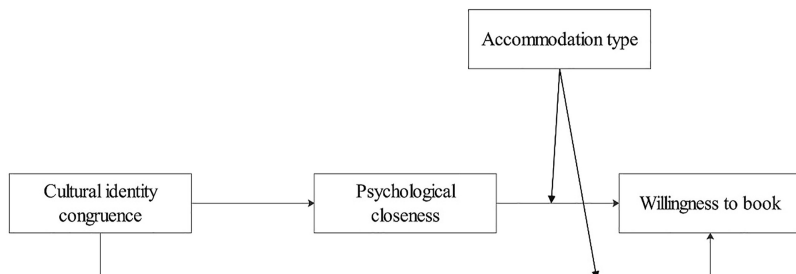 Accommodation type
Cultural identity
congruence
Psychological
closeness
Willingness to book